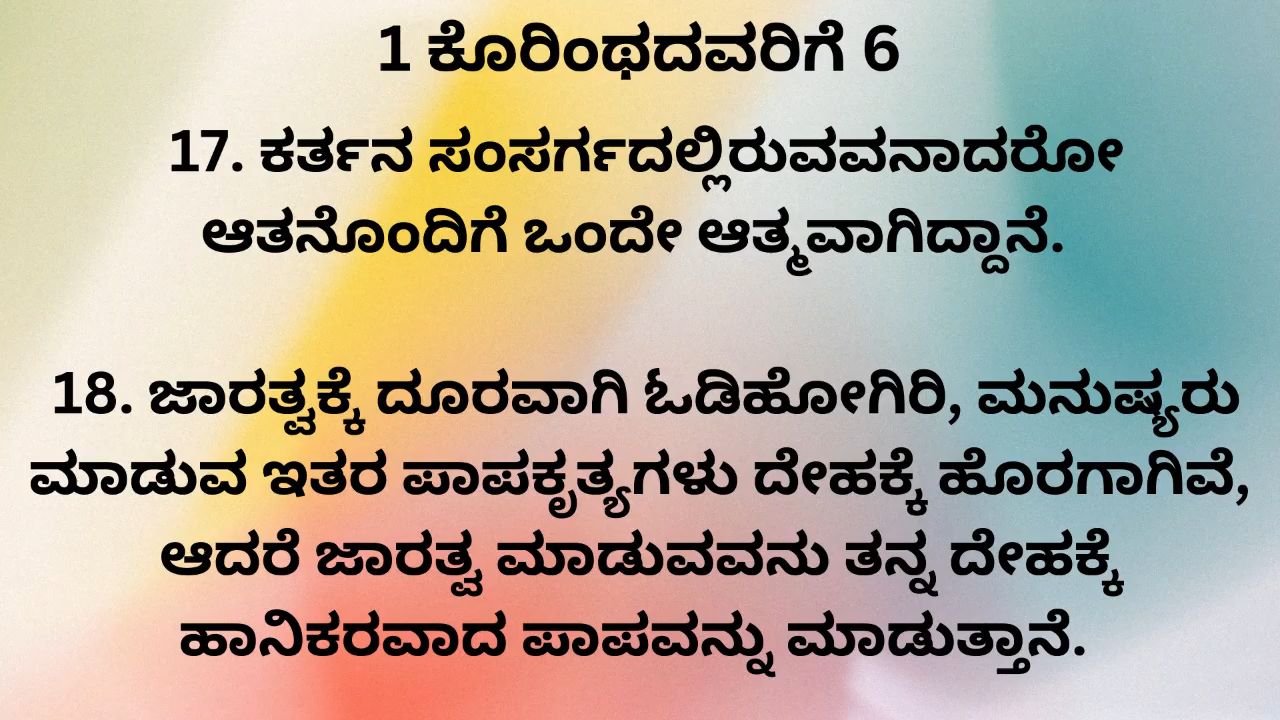 1 ಕೊರಿಂಥದವರಿಗೆ 6
17. ಕರ್ತನ ಸಂಸರ್ಗದಲ್ಲಿರುವವನಾದರೋ
ಆತನೊಂದಿಗೆ ಒಂದೇ ಆತ್ಮವಾಗಿದ್ದಾನೆ.
18. ಜಾರತ್ವಕ್ಕೆ ದೂರವಾಗಿ ಓಡಿಹೋಗಿರಿ, ಮನುಷ್ಯರು
ಮಾಡುವ ಇತರ ಪಾಪಕೃತ್ಯಗಳು ದೇಹಕ್ಕೆ ಹೊರಗಾಗಿವೆ,
ಆದರೆ ಜಾರತ್ವ ಮಾಡುವವನು ತನ್ನ ದೇಹಕ್ಕೆ
ಹಾನಿಕರವಾದ ಪಾಪವನ್ನು ಮಾಡುತ್ತಾನೆ.